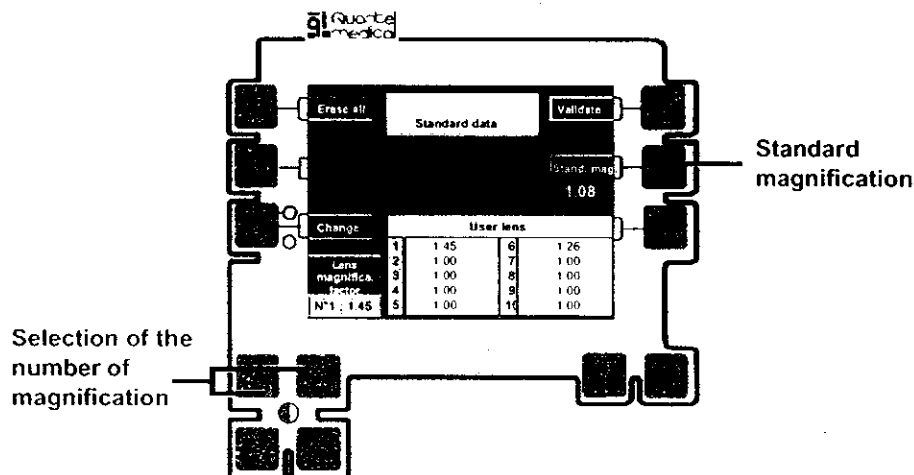 Quantel
medical
Erase all
Standard data
Validate
Stand. mag
1.08
Standard
magnification
Change
User lens
Lens
magnifica.
factor
N°1 : 1.45
1 1.45 6 1.26
2 1.00 7 1.00
3 1.00 8 1.00
4 1.00 9 1.00
5 1.00 10 1.00
Selection of the
number of
magnification